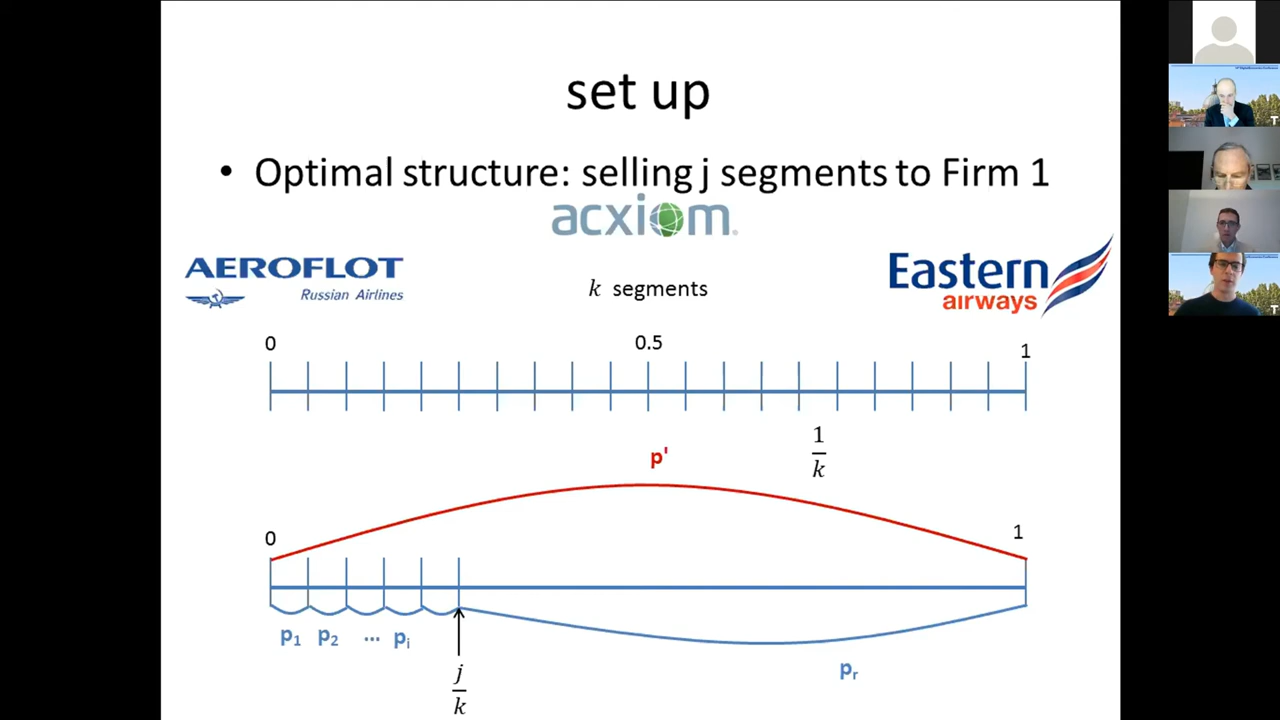 set up
• Optimal structure: selling j segments to Firm 1
acxiom.
AEROFLOT
Russian Airlines
k segments
Eastern
airways
0 0.5 1
1
k
p'
0 1
p1 p2 ... pi
j
k
pr
T
T